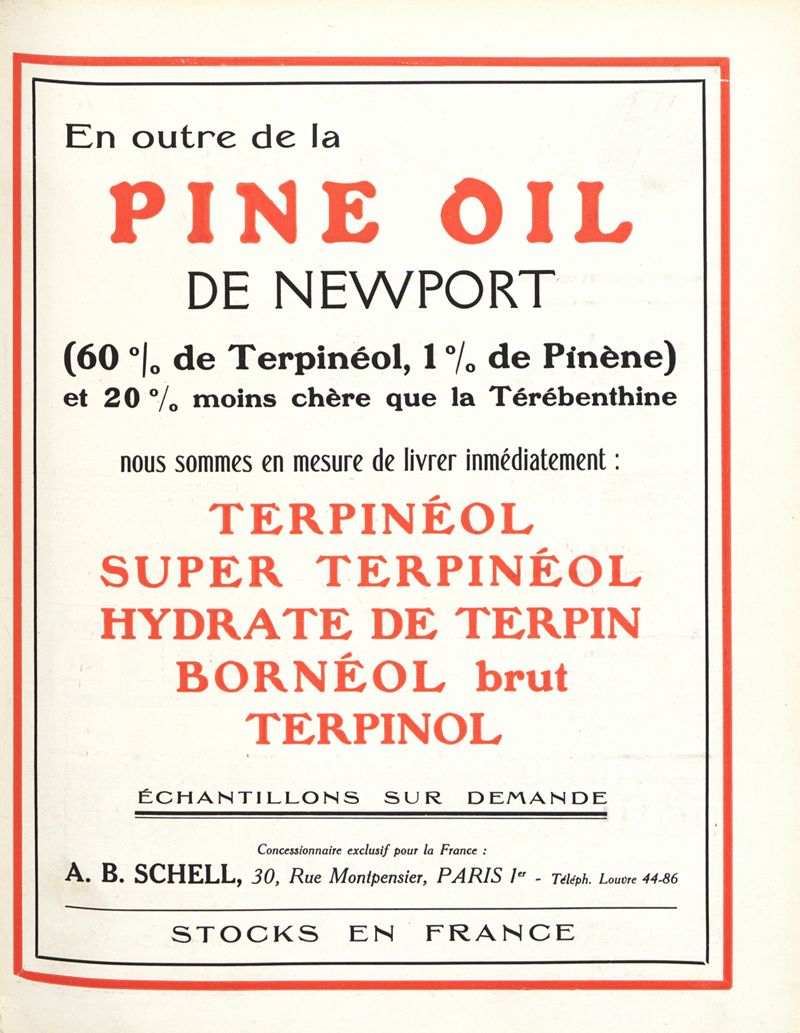 En outre de la
PINE OIL
DE NEWPORT
(60 % de Terpinéol, 1 % de Pinène)
et 20 % moins chère que la Térébenthine
nous sommes en mesure de livrer inmédiatement :
TERPINÉOL
SUPER TERPINÉOL
HYDRATE DE TERPIN
BORNÉOL brut
TERPINOL
ÉCHANTILLONS SUR DEMANDE
Concessionnaire exclusif pour la France :
A. B. SCHELL, 30, Rue Montpensier, PARIS 1er - Téléph. Louvre 44-86
STOCKS EN FRANCE